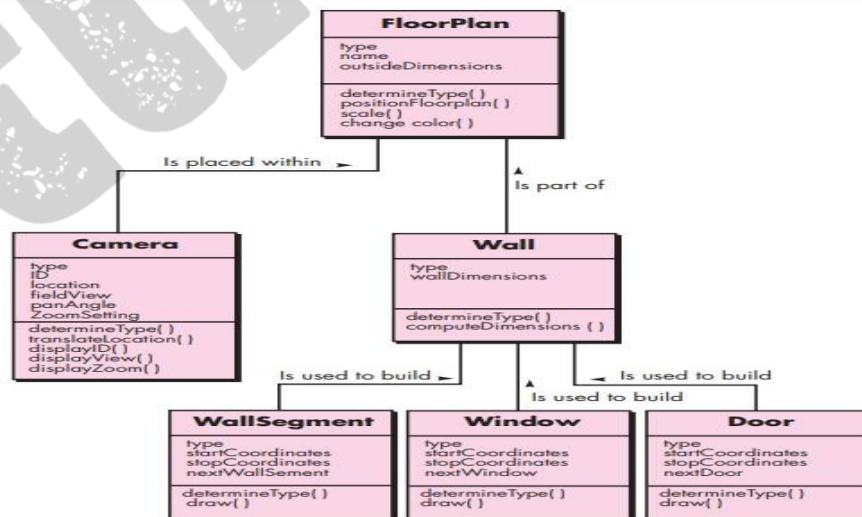 FloorPlan
type
name
outsideDimensions
determineType( )
positionFloorplan( )
scale( )
change color( )
Is placed within
Is part of
Camera
type
ID
location
fieldView
panAngle
ZoomSetting
determineType( )
translateLocation( )
displayID( )
displayView( )
displayZoom( )
Wall
type
wallDimensions
determineType( )
computeDimensions ( )
Is used to build
Is used to build
Is used to build
WallSegment
type
startCoordinates
stopCoordinates
nextWallSement
determineType( )
draw( )
Window
type
startCoordinates
stopCoordinates
nextWindow
determineType( )
draw( )
Door
type
startCoordinates
stopCoordinates
nextDoor
determineType( )
draw( )